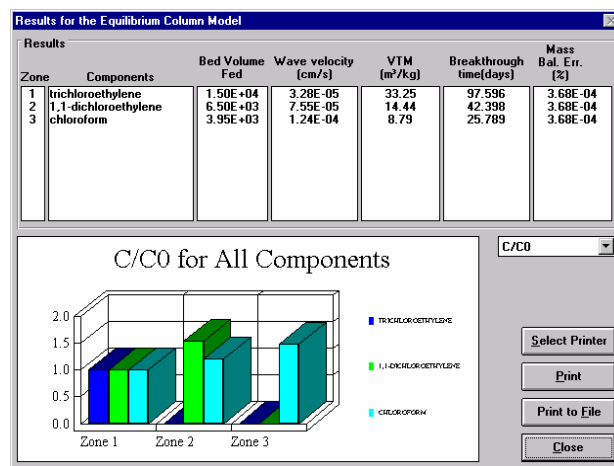 Results for the Equilibrium Column Model
Results
Zone Components Bed Volume Fed Wave velocity (cm/s) VTM (m³/kg) Breakthrough time(days) Mass Bal. Err. (%)
1 trichloroethylene 1.50E+04 3.28E-05 33.25 97.596 3.68E-04
2 1,1-dichloroethylene 6.50E+03 7.55E-05 14.44 42.398 3.68E-04
3 chloroform 3.95E+03 1.24E-04 8.79 25.789 3.68E-04
C/C0
C/C0 for All Components
2.0
1.5
1.0
0.5
0.0
Zone 1 Zone 2 Zone 3
TRICHLOROETHYLENE
1,1-DICHLOROETHYLENE
CHLOROFORM
Select Printer
Print
Print to File
Close